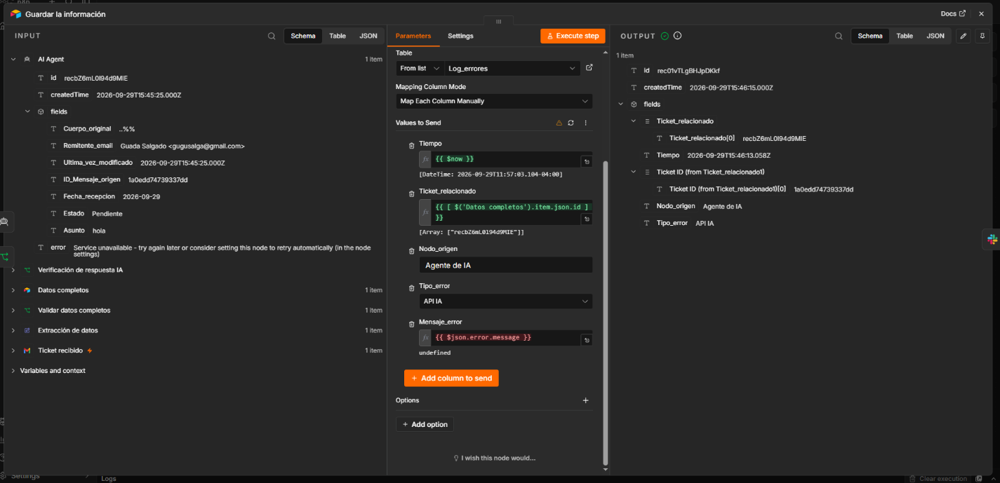 n8n
Guardar la información
Docs
INPUT
Schema
Table
JSON
AI Agent
1 item
id recbZ6mL0I94d9MIE
createdTime 2026-09-29T15:45:25.000Z
fields
Cuerpo_original ..%%
Remitente_email Guada Salgado <gugusalga@gmail.com>
Ultima_vez_modificado 2026-09-29T15:45:25.000Z
ID_Mensaje_origen 1a0edd74739337dd
Fecha_recepcion 2026-09-29
Estado Pendiente
Asunto hola
error Service unavailable - try again later or consider setting this node to retry automatically (in the node
settings)
Verificación de respuesta IA
Datos completos 1 item
Validar datos completos 1 item
Extracción de datos 1 item
Ticket recibido 1 item
Variables and context
Parameters
Settings
Execute step
Table
From list
Log_errores
Mapping Column Mode
Map Each Column Manually
Values to Send
Tiempo
fx {{ $now }}
[DateTime: 2026-09-29T11:57:03.104-04:00]
Ticket_relacionado
fx {{ [ $('Datos completos').item.json.id ]
}}
[Array: ["recbZ6mL0l94d9MIE"]]
Nodo_origen
Agente de IA
Tipo_error
API IA
Mensaje_error
fx {{ $json.error.message }}
undefined
+ Add column to send
Options
+ Add option
I wish this node would...
OUTPUT
Schema
Table
JSON
1 item
id rec01vTLgBHJpDKkf
createdTime 2026-09-29T15:46:15.000Z
fields
Ticket_relacionado
Ticket_relacionado[0] recbZ6mL0I94d9MIE
Tiempo 2026-09-29T15:46:13.058Z
Ticket ID (from Ticket_relacionado1)
Ticket ID (from Ticket_relacionado1)[0] 1a0edd74739337dd
Nodo_origen Agente de IA
Tipo_error API IA
Settings
Logs
Clear execution